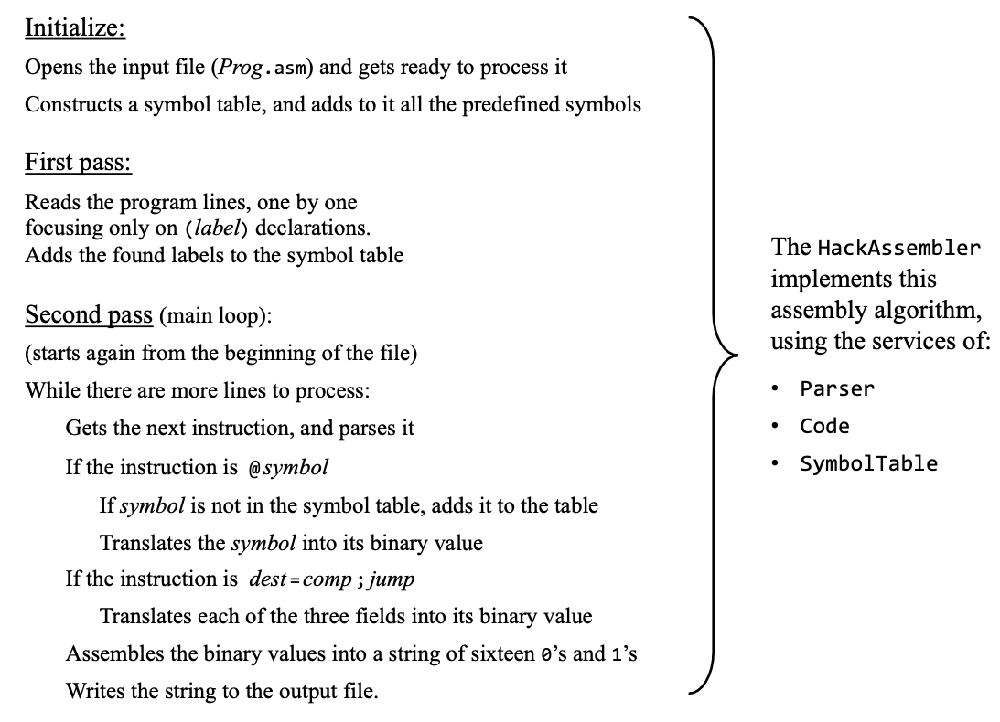 Initialize:
Opens the input file (Prog.asm) and gets ready to process it
Constructs a symbol table, and adds to it all the predefined symbols
First pass:
Reads the program lines, one by one
focusing only on (label) declarations.
Adds the found labels to the symbol table
Second pass (main loop):
(starts again from the beginning of the file)
While there are more lines to process:
Gets the next instruction, and parses it
If the instruction is @symbol
If symbol is not in the symbol table, adds it to the table
Translates the symbol into its binary value
If the instruction is dest=comp;jump
Translates each of the three fields into its binary value
Assembles the binary values into a string of sixteen 0’s and 1’s
Writes the string to the output file.
The HackAssembler
implements this
assembly algorithm,
using the services of:
• Parser
• Code
• SymbolTable